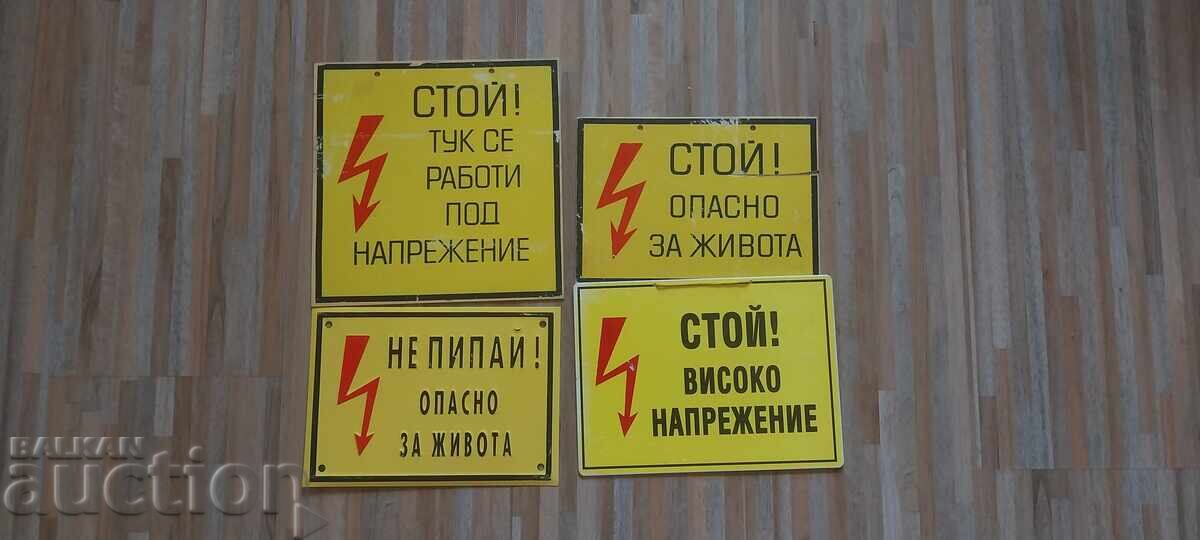 СТОЙ!
ТУК СЕ
РАБОТИ
ПОД
НАПРЕЖЕНИЕ
СТОЙ!
ОПАСНО
ЗА ЖИВОТА
НЕ ПИПАЙ!
ОПАСНО
ЗА ЖИВОТА
СТОЙ!
ВИСОКО
НАПРЕЖЕНИЕ
BALKAN
auction